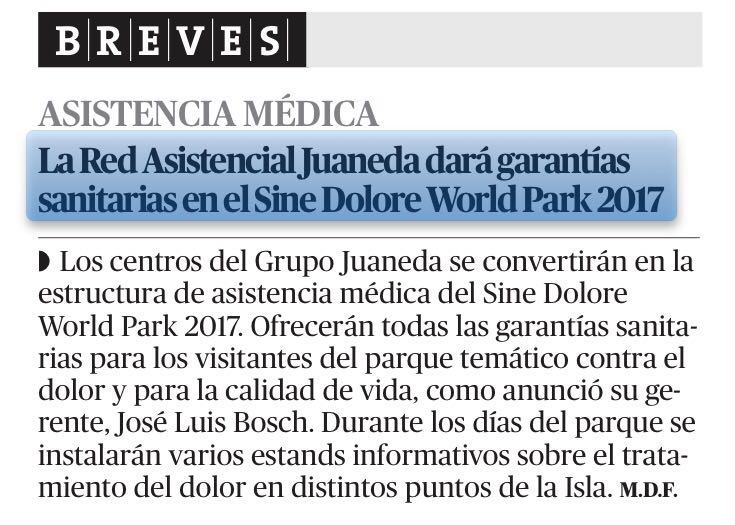 BREVES
ASISTENCIA MÉDICA
La Red Asistencial Juaneda dará garantías
sanitarias en el Sine Dolore World Park 2017
◗ Los centros del Grupo Juaneda se convertirán en la
estructura de asistencia médica del Sine Dolore
World Park 2017. Ofrecerán todas las garantías sanita-
rias para los visitantes del parque temático contra el
dolor y para la calidad de vida, como anunció su ge-
rente, José Luis Bosch. Durante los días del parque se
instalarán varios estands informativos sobre el trata-
miento del dolor en distintos puntos de la Isla. M.D.F.